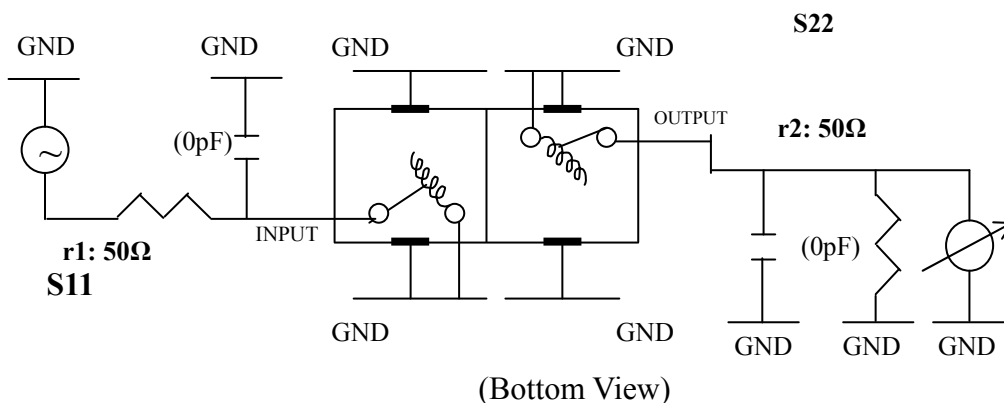 S22
GND
GND
GND
GND
OUTPUT
(0pF)
r2: 50Ω
~
INPUT
(0pF)
r1: 50Ω
S11
GND
GND
GND
GND
GND
(Bottom View)